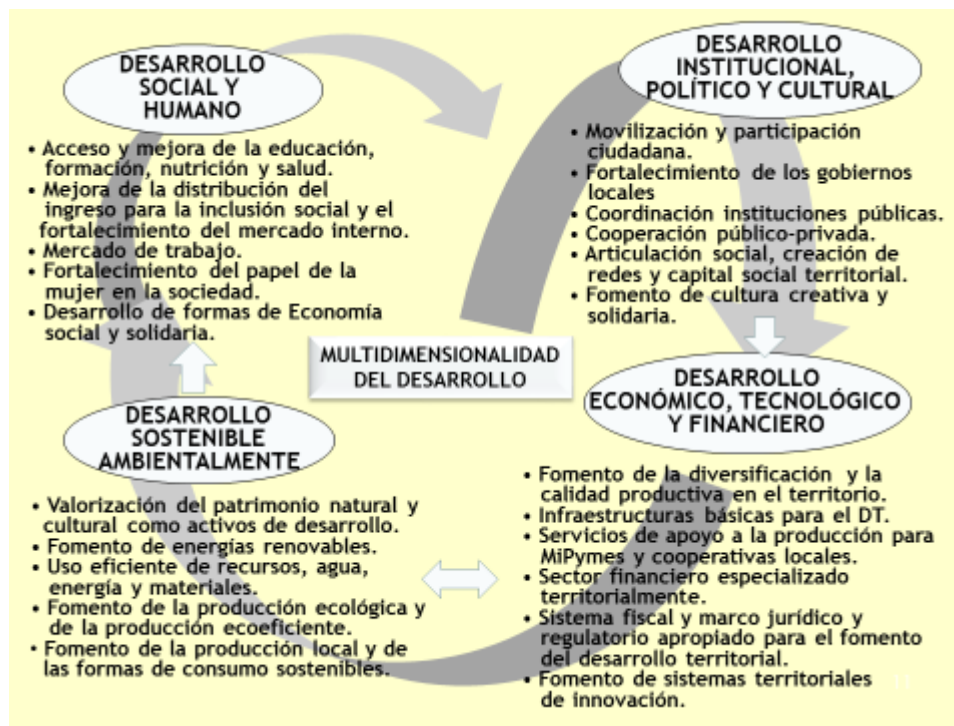 DESARROLLO
SOCIAL Y
HUMANO
• Acceso y mejora de la educación,
formación, nutrición y salud.
• Mejora de la distribución del
ingreso para la inclusión social y el
fortalecimiento del mercado interno.
• Mercado de trabajo.
• Fortalecimiento del papel de la
mujer en la sociedad.
• Desarrollo de formas de Economía
social y solidaria.
DESARROLLO
INSTITUCIONAL,
POLÍTICO Y CULTURAL
• Movilización y participación
ciudadana.
• Fortalecimiento de los gobiernos
locales
• Coordinación instituciones públicas.
• Cooperación público-privada.
• Articulación social, creación de
redes y capital social territorial.
• Fomento de cultura creativa y
solidaria.
MULTIDIMENSIONALIDAD
DEL DESARROLLO
DESARROLLO
SOSTENIBLE
AMBIENTALMENTE
• Valorización del patrimonio natural y
cultural como activos de desarrollo.
• Fomento de energías renovables.
• Uso eficiente de recursos, agua,
energía y materiales.
• Fomento de la producción ecológica y
de la producción ecoeficiente.
• Fomento de la producción local y de
las formas de consumo sostenibles.
DESARROLLO
ECONÓMICO, TECNOLÓGICO
Y FINANCIERO
• Fomento de la diversificación y la
calidad productiva en el territorio.
• Infraestructuras básicas para el DT.
• Servicios de apoyo a la producción para
MiPymes y cooperativas locales.
• Sector financiero especializado
territorialmente.
• Sistema fiscal y marco jurídico y
regulatorio apropiado para el fomento
del desarrollo territorial.
• Fomento de sistemas territoriales
de innovación.
11